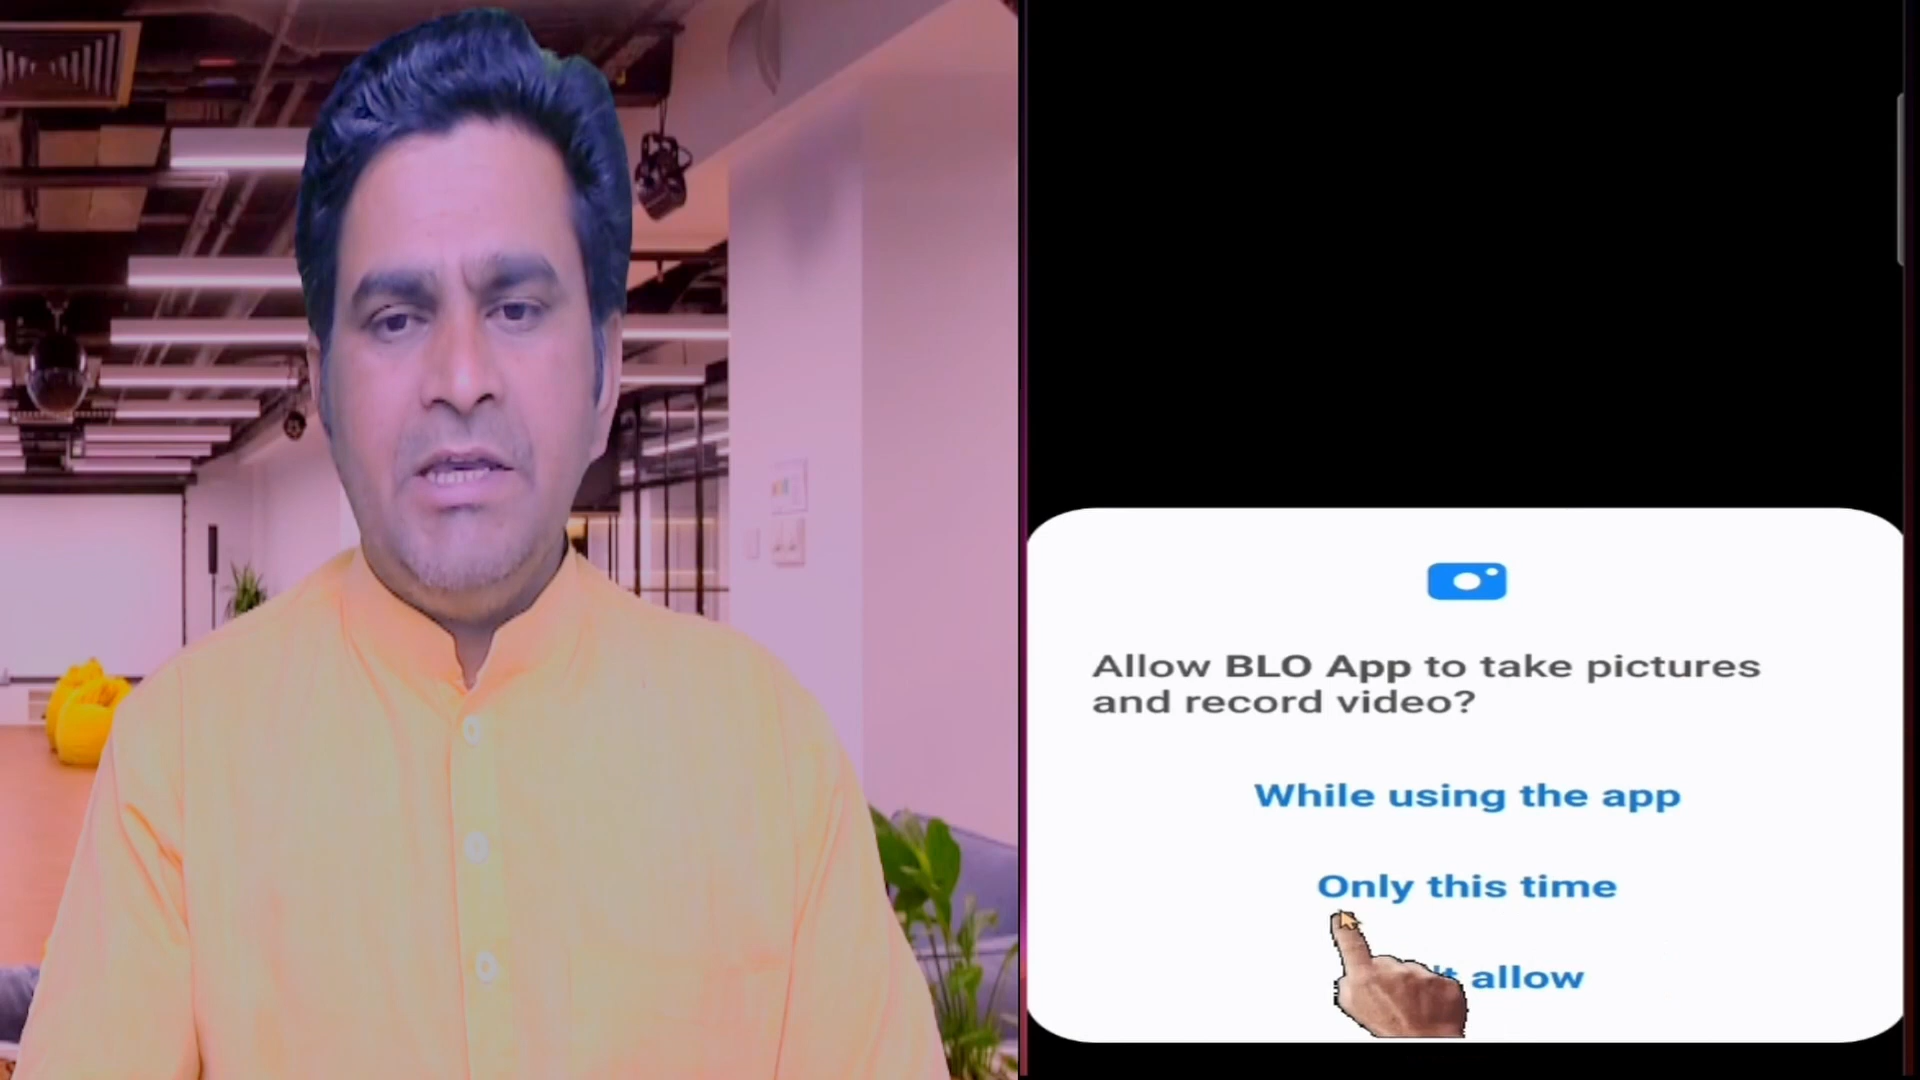 Allow BLO App to take pictures
and record video?
While using the app
Only this time
allow